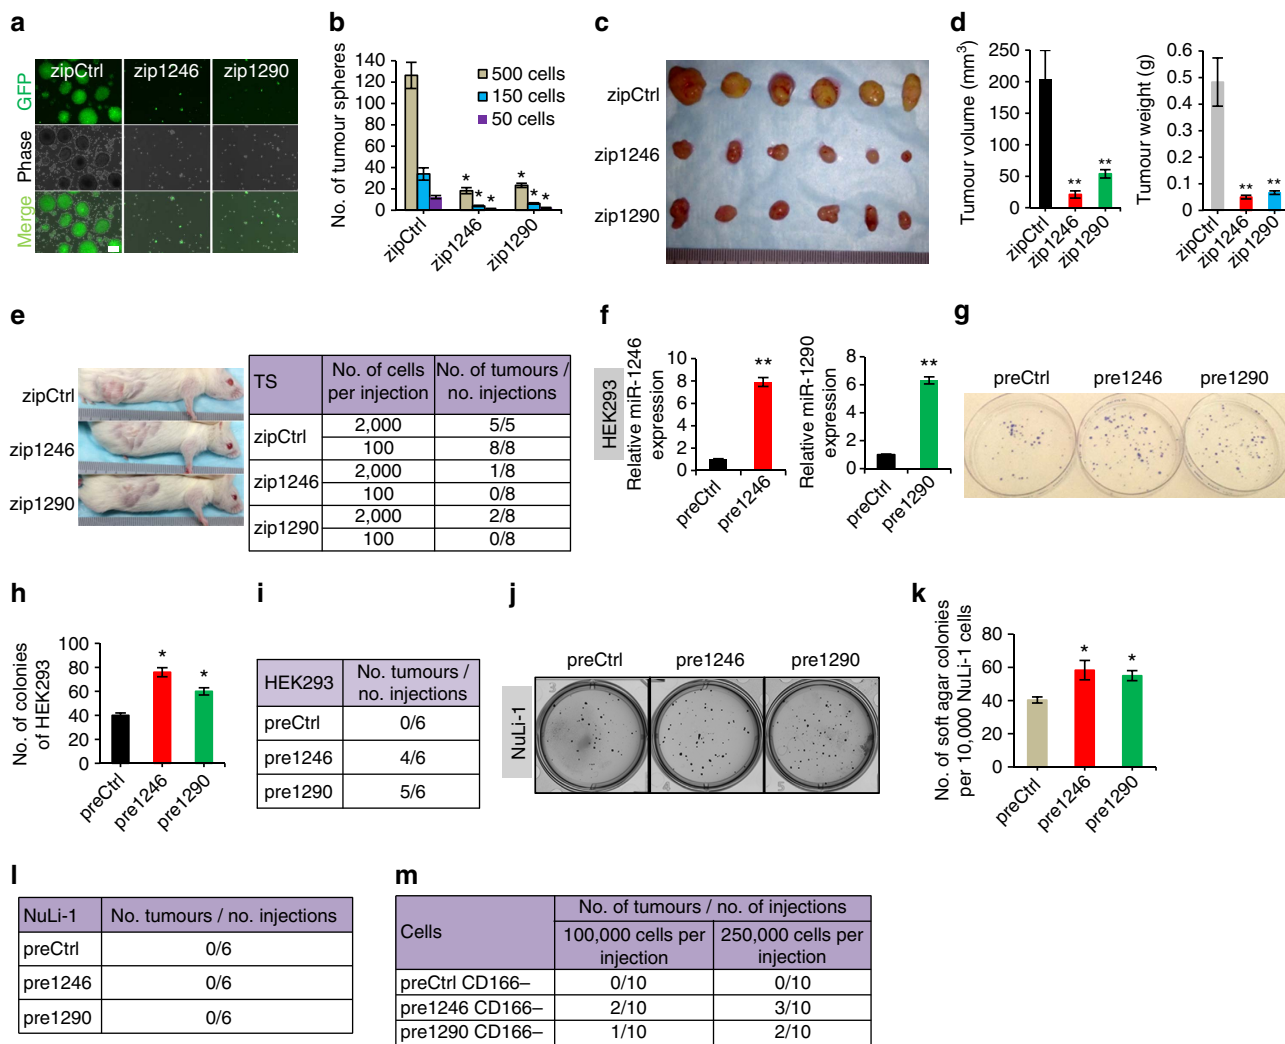 a
zipCtrl zip1246 zip1290
GFP
Phase
Merge
b
No. of tumour spheres
140
120
100
80
60
40
20
0
500 cells
150 cells
50 cells
* * *
* * *
zipCtrl zip1246 zip1290
c
zipCtrl
zip1246
zip1290
d
Tumour volume (mm³)
250
200
150
100
50
0
** **
zipCtrl zip1246 zip1290
Tumour weight (g)
0.6
0.5
0.4
0.3
0.2
0.1
0
** **
zipCtrl zip1246 zip1290
e
zipCtrl
zip1246
zip1290
TS No. of cells per injection No. of tumours / no. injections
zipCtrl 2,000 5/5
100 8/8
zip1246 2,000 1/8
100 0/8
zip1290 2,000 2/8
100 0/8
f
HEK293
Relative miR-1246 expression
10
8
6
4
2
0
**
preCtrl pre1246
Relative miR-1290 expression
8
6
4
2
0
**
preCtrl pre1290
g
preCtrl pre1246 pre1290
h
No. of colonies of HEK293
100
80
60
40
20
0
* *
preCtrl pre1246 pre1290
i
HEK293 No. tumours / no. injections
preCtrl 0/6
pre1246 4/6
pre1290 5/6
j
preCtrl pre1246 pre1290
NuLi-1
3
4
5
k
No. of soft agar colonies per 10,000 NuLi-1 cells
80
60
40
20
0
* *
preCtrl pre1246 pre1290
l
NuLi-1 No. tumours / no. injections
preCtrl 0/6
pre1246 0/6
pre1290 0/6
m
Cells No. of tumours / no. of injections
100,000 cells per injection 250,000 cells per injection
preCtrl CD166– 0/10 0/10
pre1246 CD166– 2/10 3/10
pre1290 CD166– 1/10 2/10